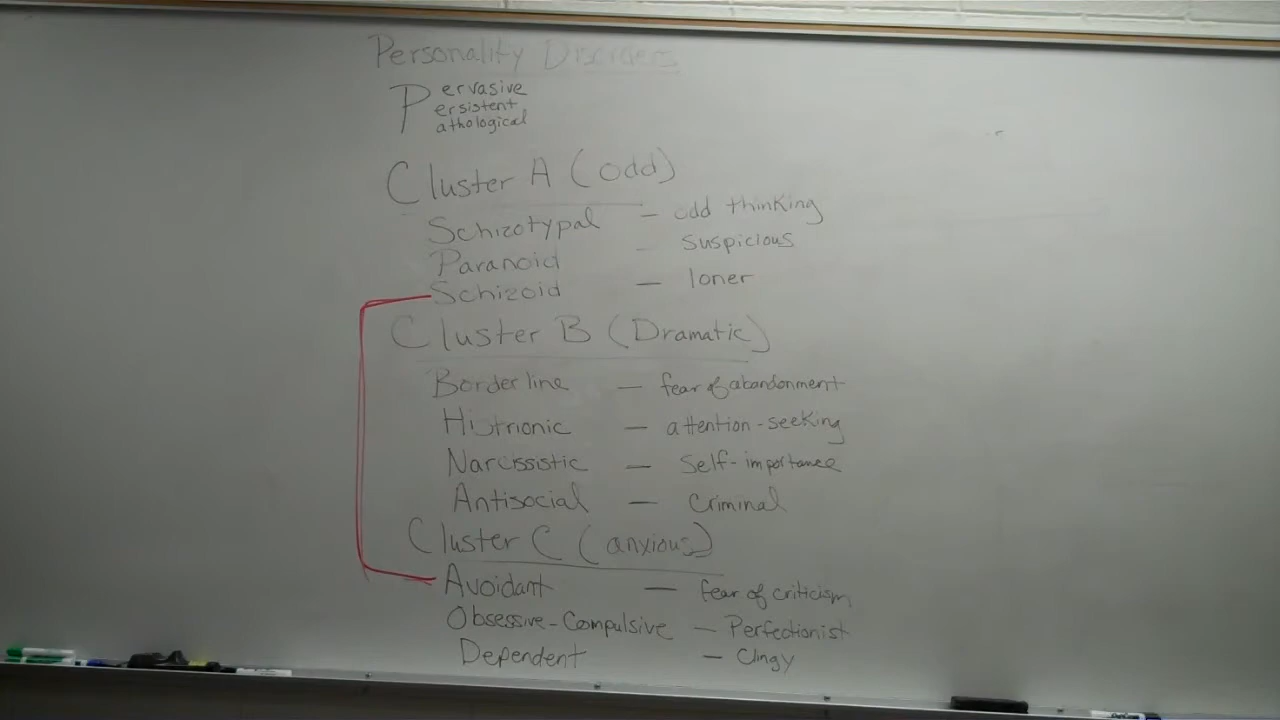 Personality Disorders
Pervasive
Persistent
Pathological
Cluster A (odd)
Schizotypal — odd thinking
Paranoid — suspicious
Schizoid — loner
Cluster B (Dramatic)
Borderline — fear of abandonment
Histrionic — attention-seeking
Narcissistic — Self-importance
Antisocial — Criminal
Cluster C (anxious)
Avoidant — fear of criticism
Obsessive-Compulsive — Perfectionist
Dependent — Clingy